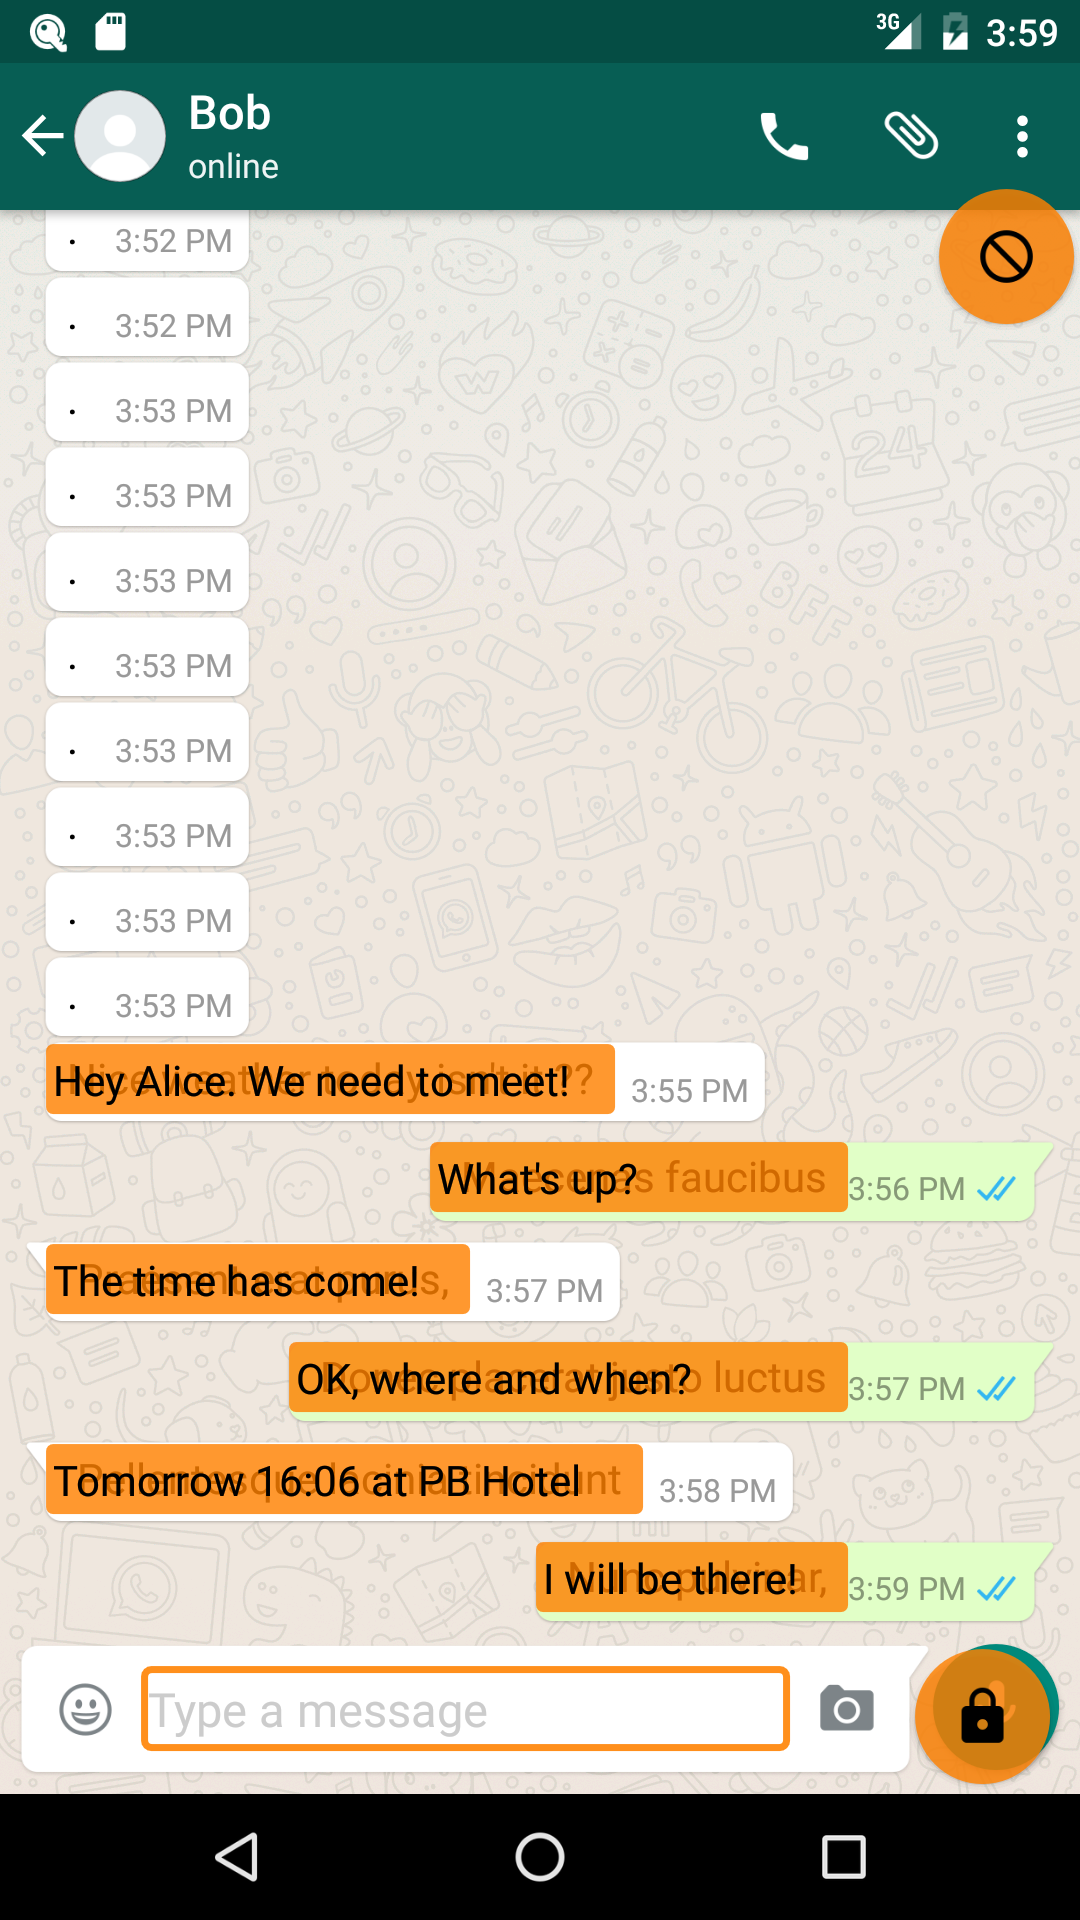 3G 3:59
Bob
online
. 3:52 PM
. 3:52 PM
. 3:53 PM
. 3:53 PM
. 3:53 PM
. 3:53 PM
. 3:53 PM
. 3:53 PM
. 3:53 PM
. 3:53 PM
Hey Alice. We need to meet! 3:55 PM
What's up? faucibus 3:56 PM
The time has come! 3:57 PM
OK, where and when? luctus 3:57 PM
Tomorrow 16:06 at PB Hotel 3:58 PM
I will be there! 3:59 PM
Type a message